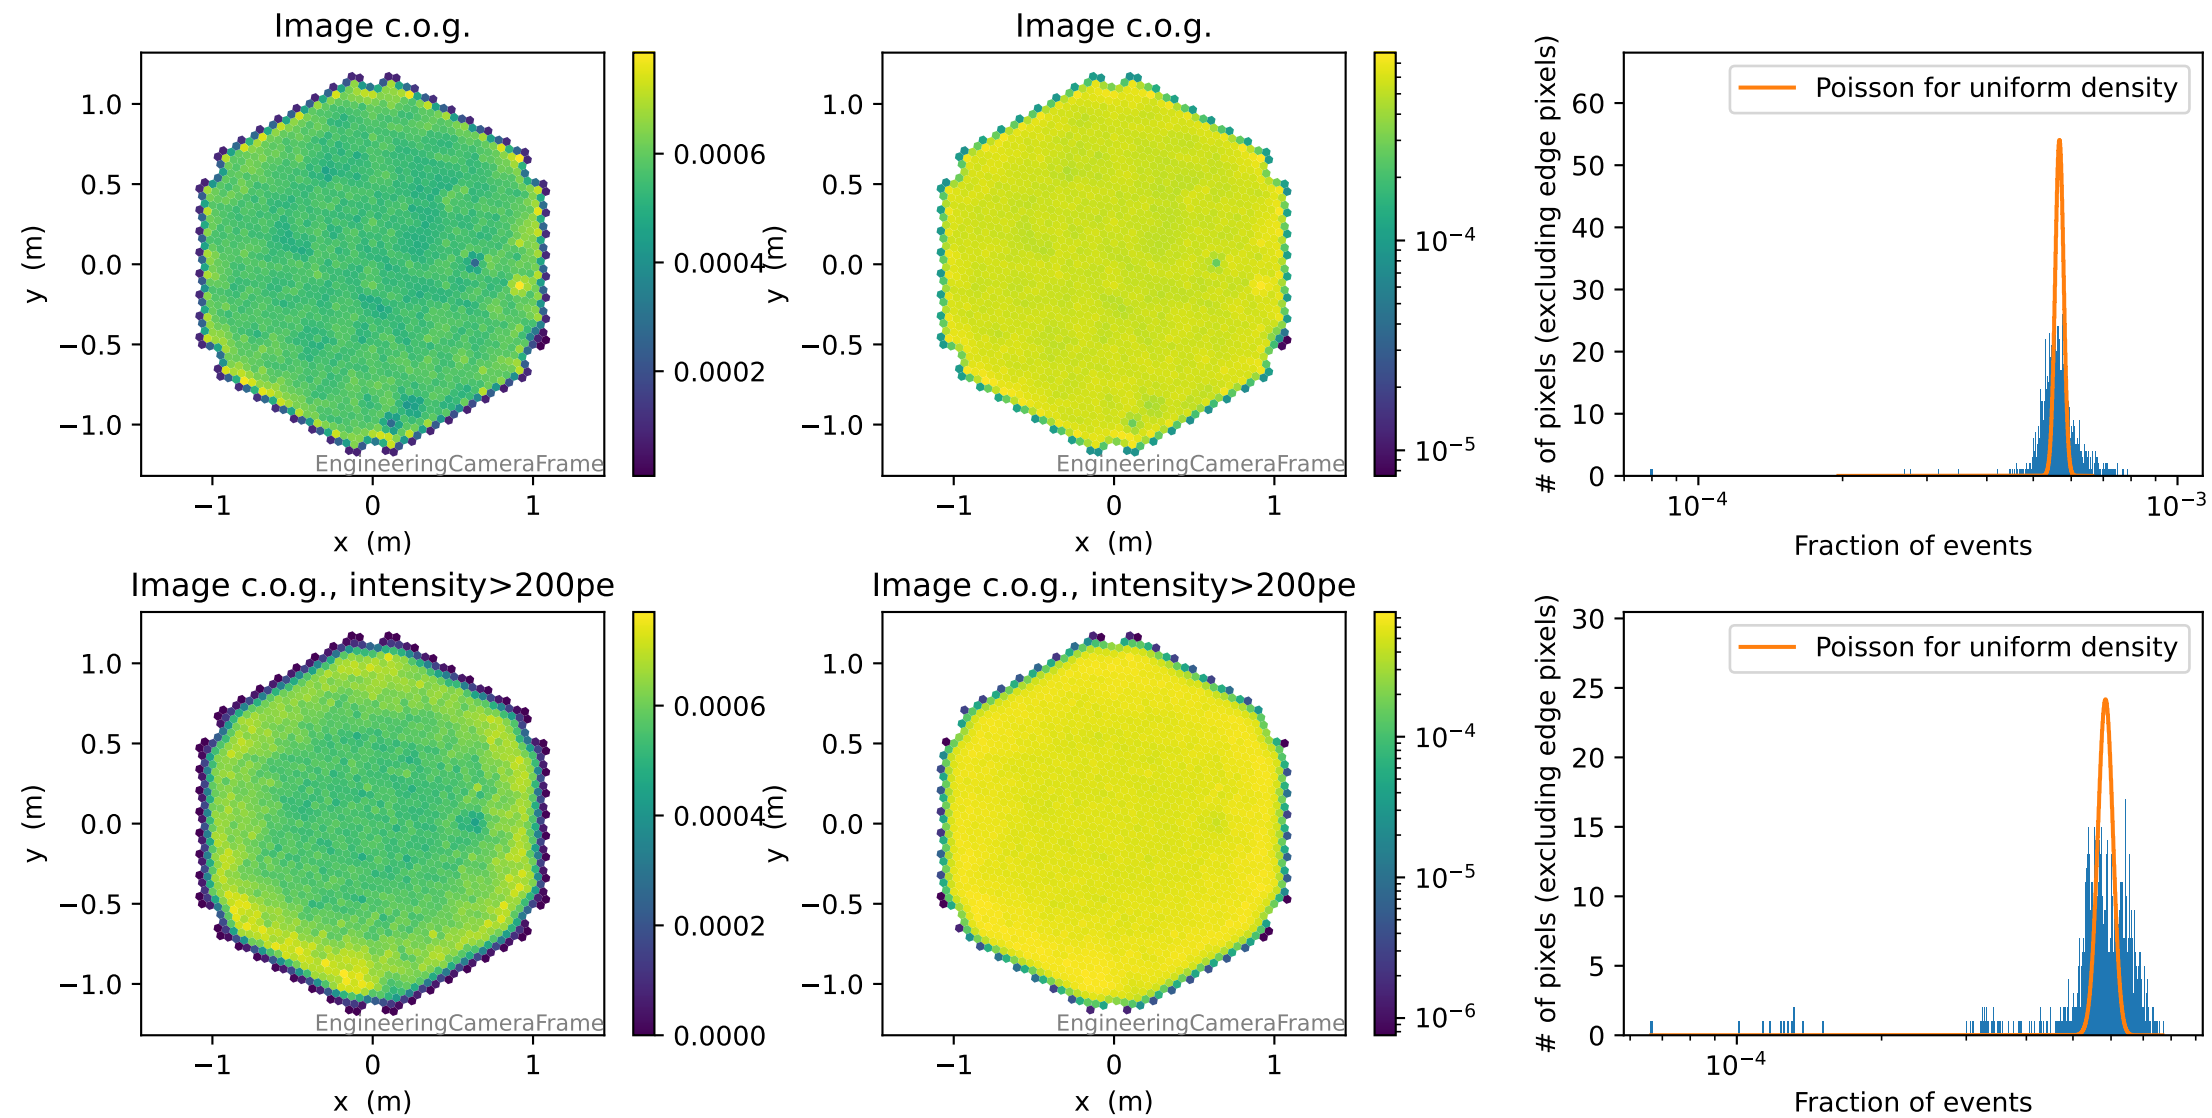 Image c.o.g.
1.0
0.5
0.0
−0.5
−1.0
y (m)
−1
0
1
x (m)
EngineeringCameraFrame
0.0006
0.0004
0.0002
Image c.o.g.
1.0
0.5
0.0
−0.5
−1.0
y (m)
−1
0
1
x (m)
EngineeringCameraFrame
10⁻⁴
10⁻⁵
# of pixels (excluding edge pixels)
60
50
40
30
20
10
0
Poisson for uniform density
10⁻⁴
10⁻³
Fraction of events
Image c.o.g., intensity>200pe
1.0
0.5
0.0
−0.5
−1.0
y (m)
−1
0
1
x (m)
EngineeringCameraFrame
0.0006
0.0004
0.0002
0.0000
Image c.o.g., intensity>200pe
1.0
0.5
0.0
−0.5
−1.0
y (m)
−1
0
1
x (m)
EngineeringCameraFrame
10⁻⁴
10⁻⁵
10⁻⁶
# of pixels (excluding edge pixels)
30
25
20
15
10
5
0
Poisson for uniform density
10⁻⁴
Fraction of events